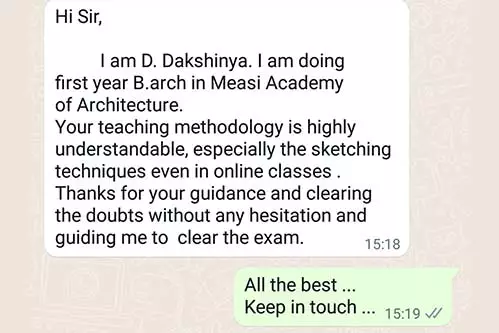 Hi Sir,
I am D. Dakshinya. I am doing
first year B.arch in Measi Academy
of Architecture.
Your teaching methodology is highly
understandable, especially the sketching
techniques even in online classes .
Thanks for your guidance and clearing
the doubts without any hesitation and
guiding me to  clear the exam.
15:18
All the best ...
Keep in touch ... 15:19